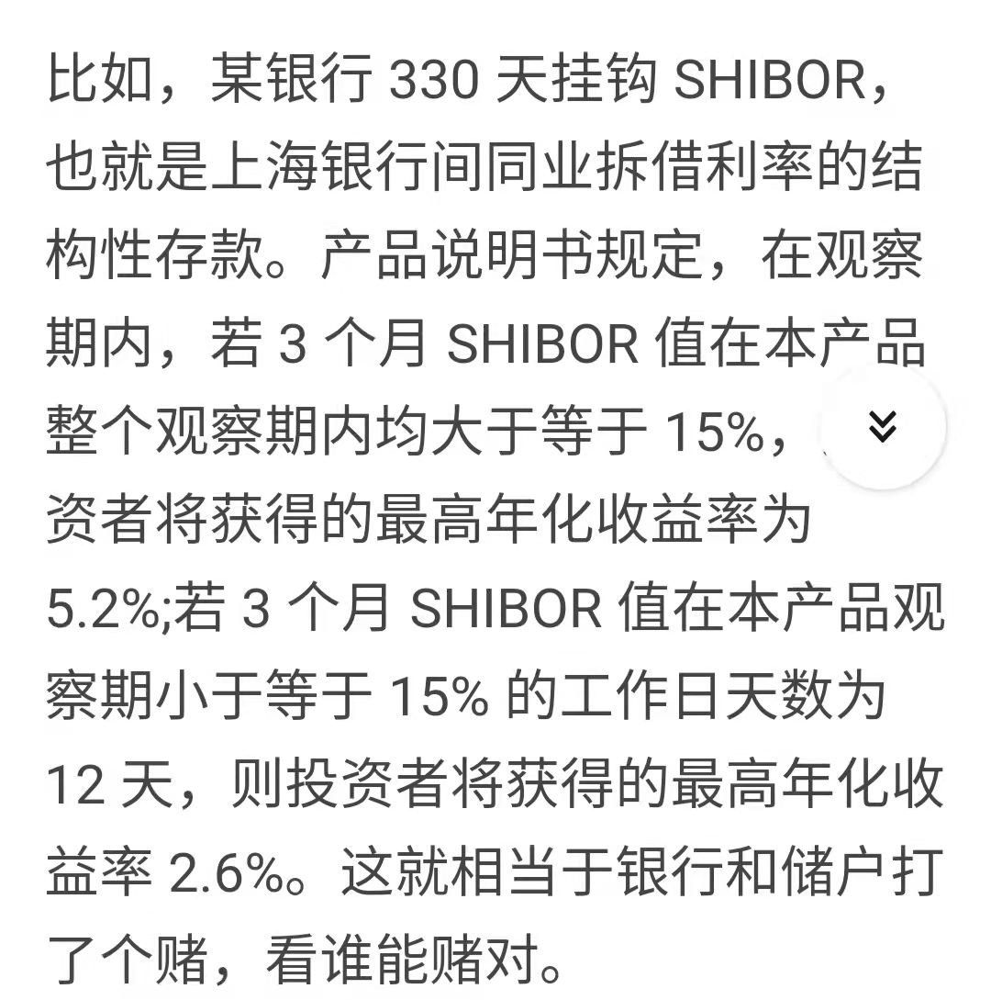 比如，某银行 330 天挂钩 SHIBOR，
也就是上海银行间同业拆借利率的结
构性存款。产品说明书规定，在观察
期内，若 3 个月 SHIBOR 值在本产品
整个观察期内均大于等于 15%，
资者将获得的最高年化收益率为
5.2%;若 3 个月 SHIBOR 值在本产品观
察期小于等于 15% 的工作日天数为
12 天，则投资者将获得的最高年化收
益率 2.6%。这就相当于银行和储户打
了个赌，看谁能赌对。